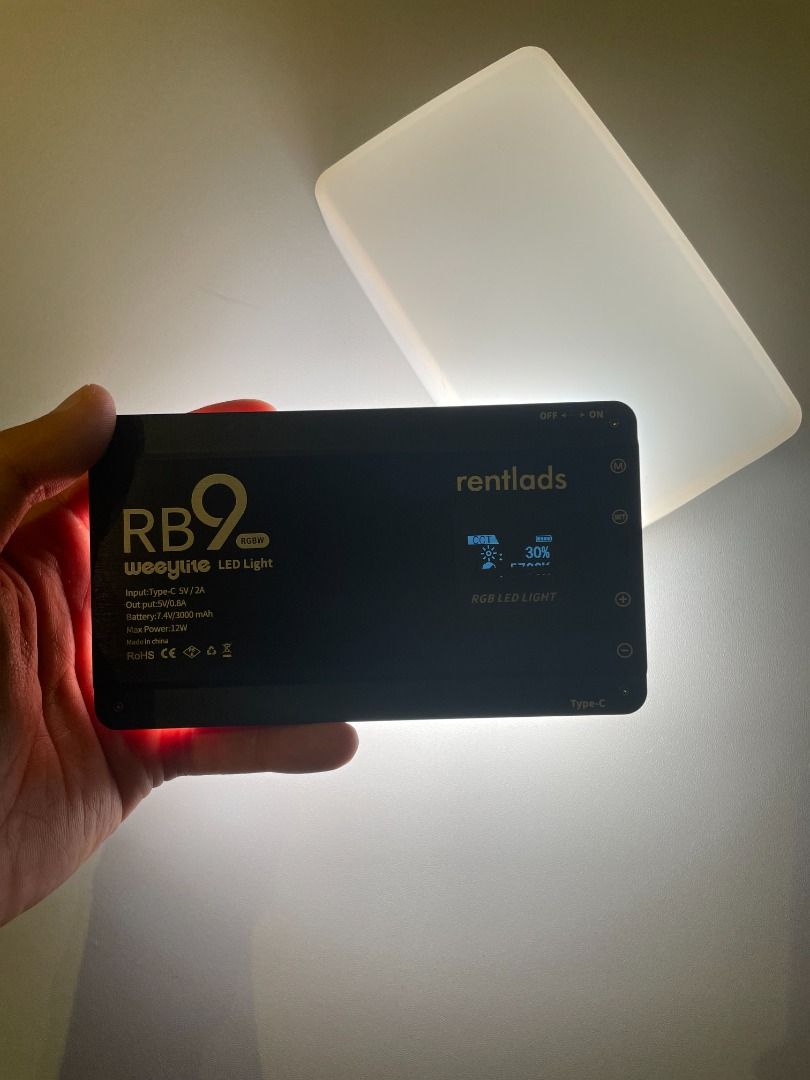 OFF ON
M
SET
RB9 RGBW
weeylite LED Light
Input:Type-C 5V / 2A
Out put:5V/0.8A
Battery:7.4V/3000 mAh
Max Power:12W
Made in china
RoHS CE
rentlads
CCT
30%
RGB LED LIGHT
Type-C